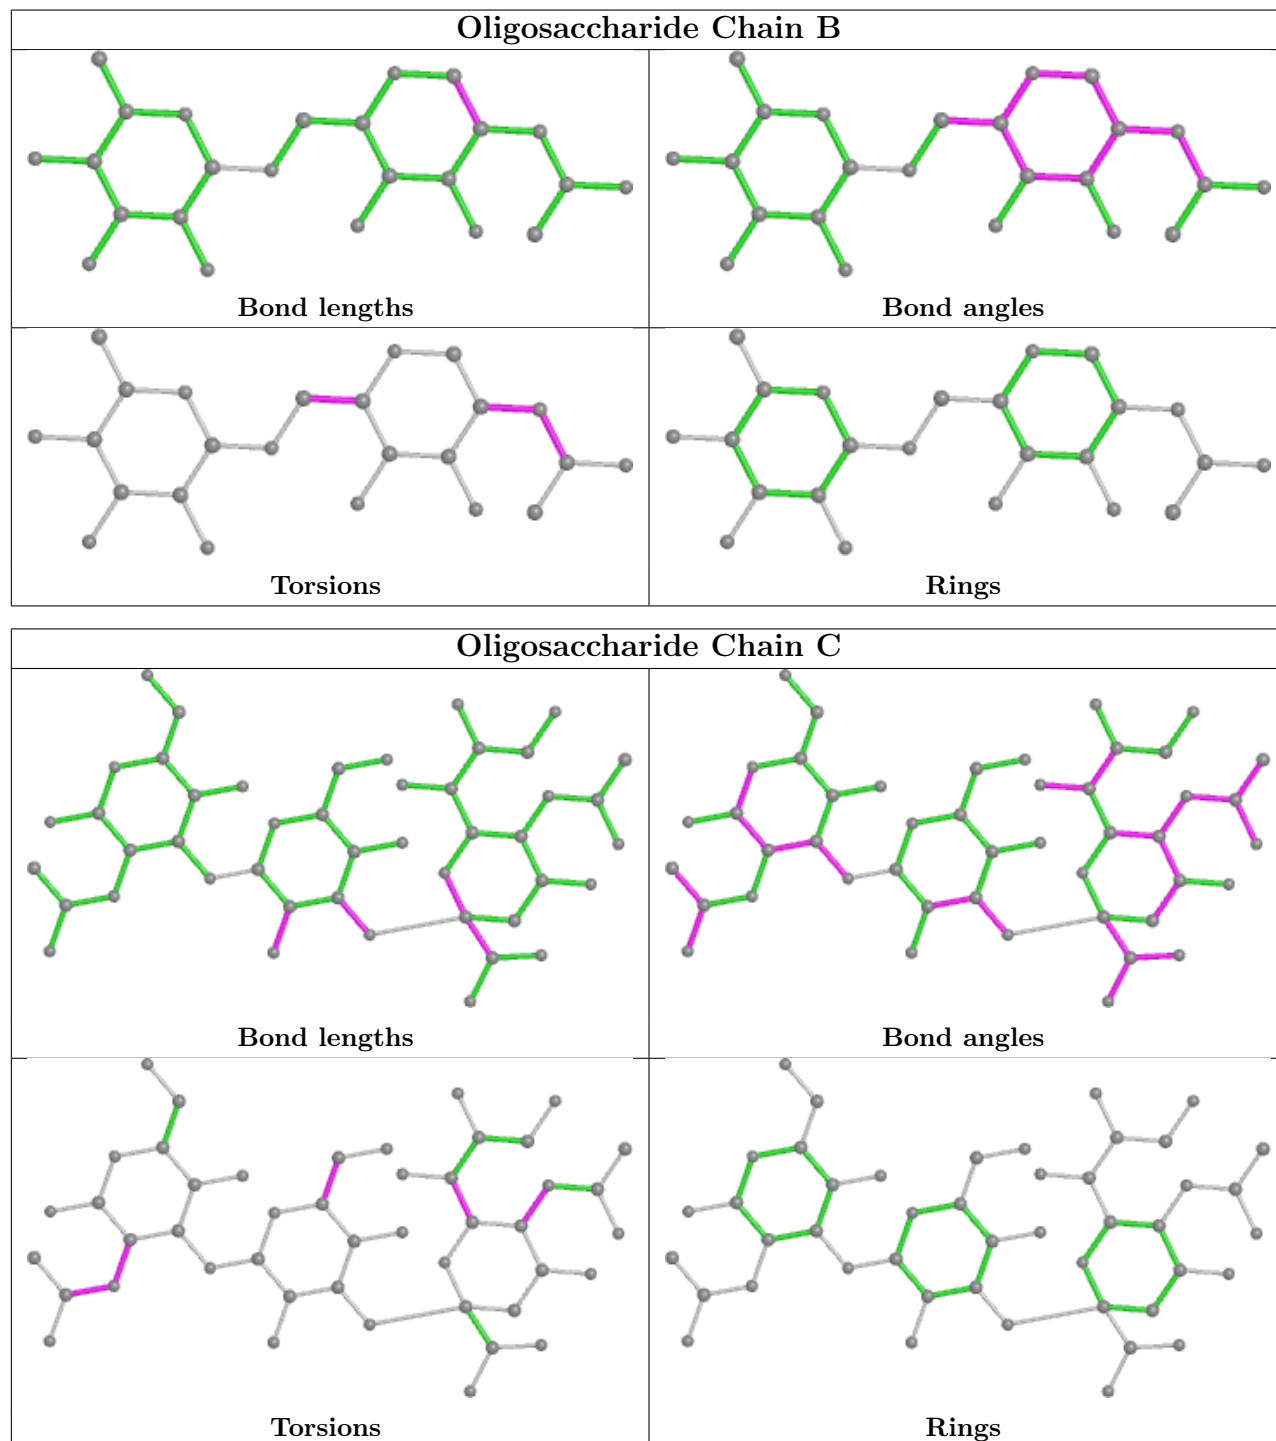 Oligosaccharide Chain B
Bond lengths
Bond angles
Torsions
Rings
Oligosaccharide Chain C
Bond lengths
Bond angles
Torsions
Rings